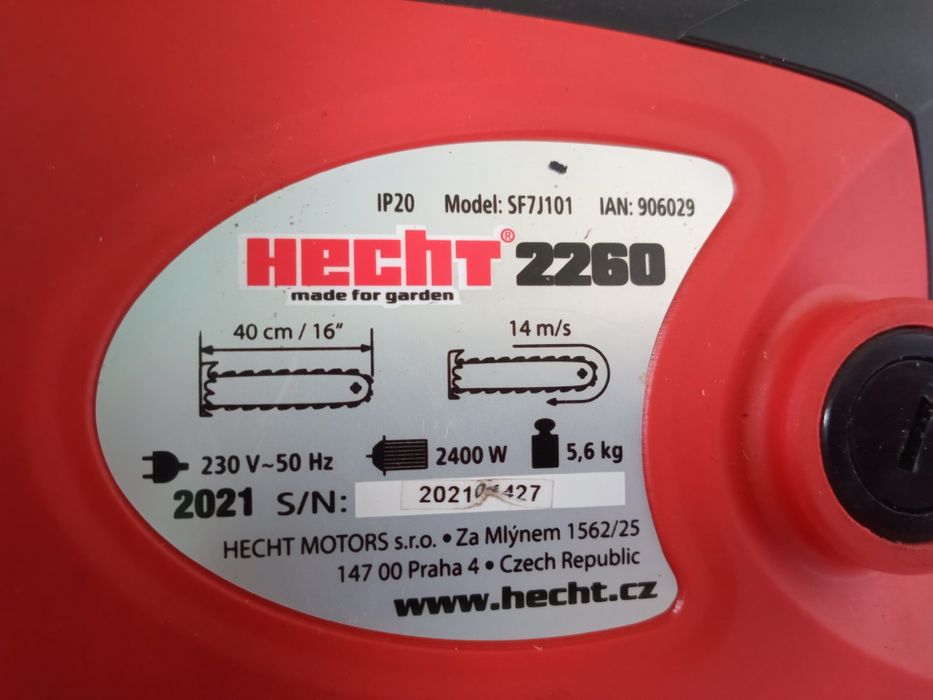 IP20 Model: SF7J101 IAN: 906029
HECHT® 2260
made for garden
40 cm / 16“ 14 m/s
230 V~50 Hz 2400 W 5,6 kg
2021 S/N:
HECHT MOTORS s.r.o. • Za Mlýnem 1562/25
147 00 Praha 4 • Czech Republic
www.hecht.cz